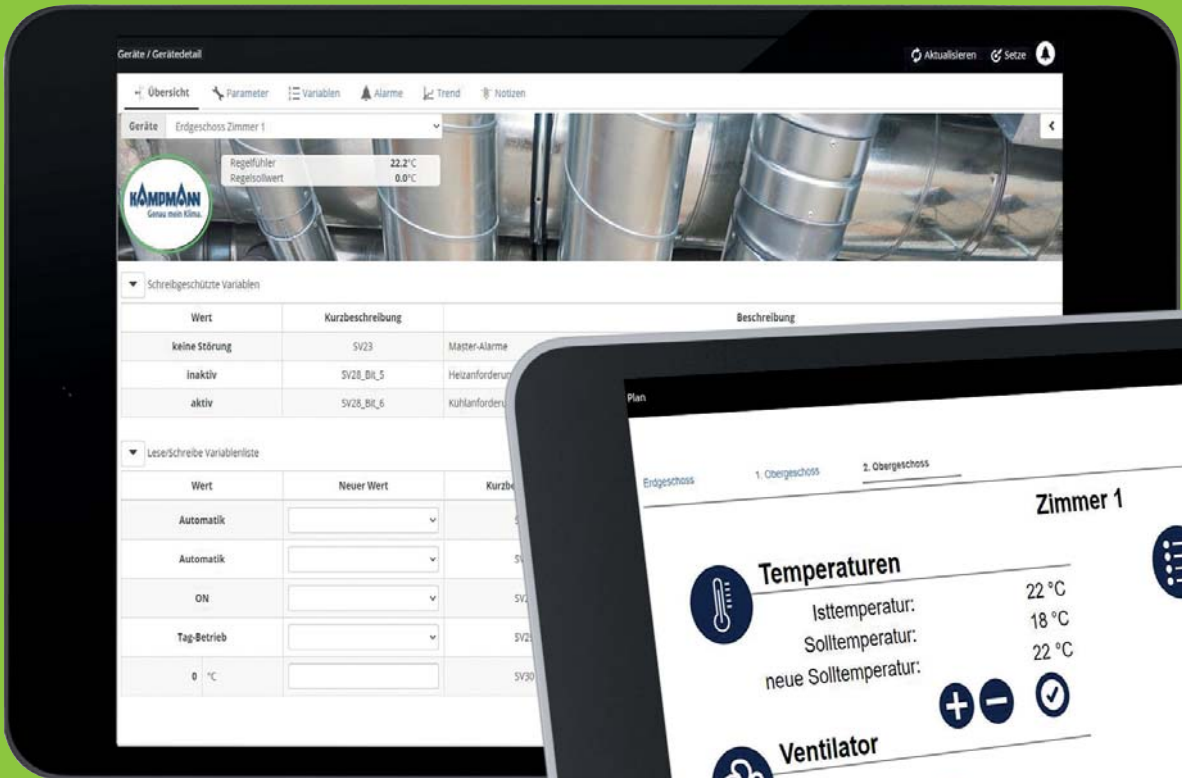 Geräte / Gerätedetail
Aktualisieren Setze
Übersicht Parameter Variablen Alarme Trend Notizen
Geräte Erdgeschoss Zimmer 1
Regelfühler 22.2°C
Regelsollwert 0.0°C
KAMPMANN
Genau mein Klima.
Schreibgeschützte Variablen
Wert Kurzbeschreibung Beschreibung
keine Störung SV23 Master-Alarme
inaktiv SV28_Bit_5
aktiv SV28_Bit_6
Lese/Schreibe Variablenliste
Wert Neuer Wert
Automatik
Automatik
ON
Tag-Betrieb
0 °C SV30
Plan
Erdgeschoss 1. Obergeschoss 2. Obergeschoss
Zimmer 1
Temperaturen
Isttemperatur: 22 °C
Solltemperatur: 18 °C
neue Solltemperatur: 22 °C
Ventilator